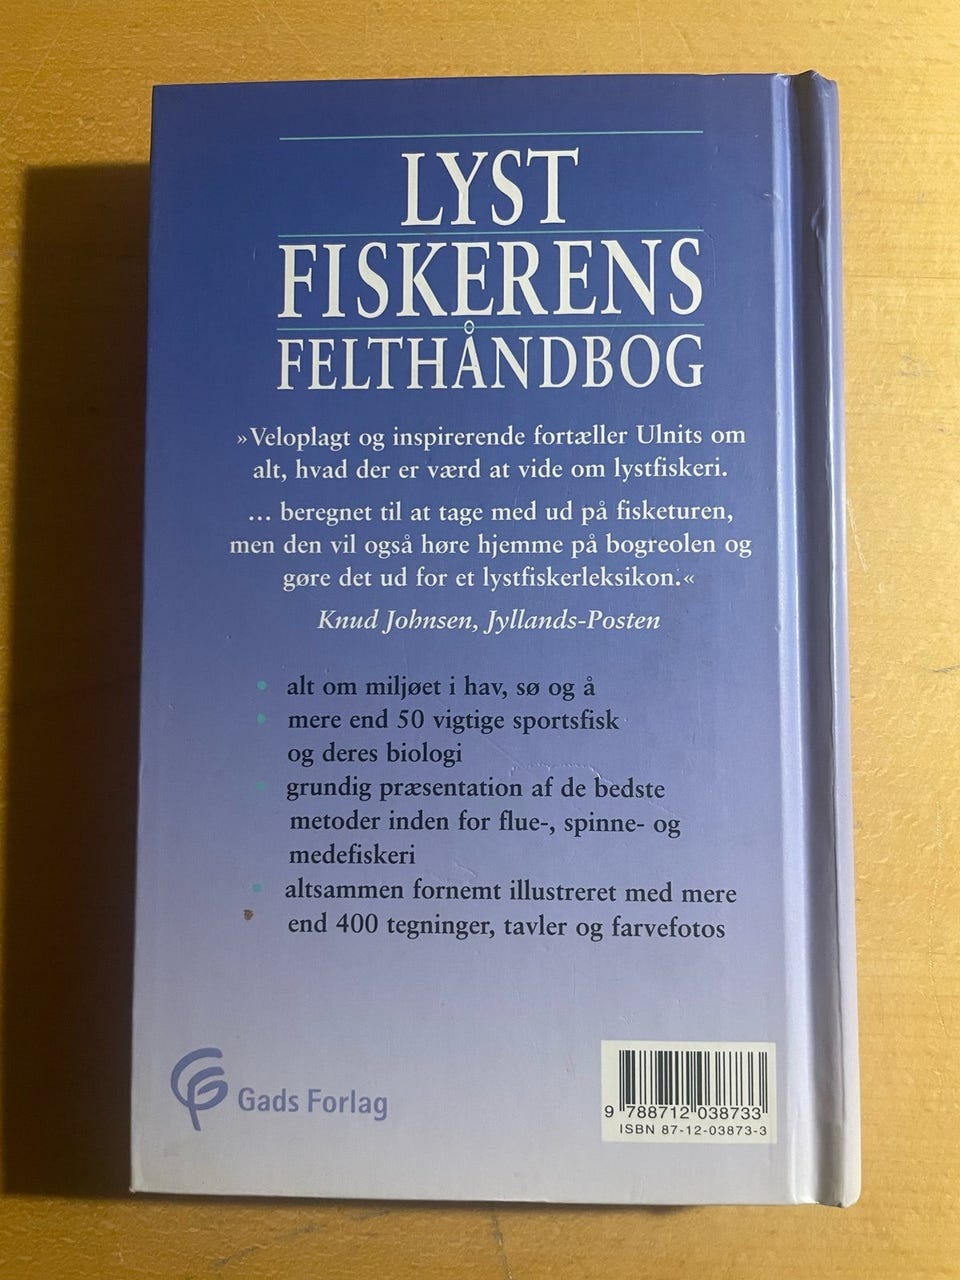 LYST
FISKERENS
FELTHÅNDBOG
»Veloplagt og inspirerende fortæller Ulnits om
alt, hvad der er værd at vide om lystfiskeri.
... beregnet til at tage med ud på fisketuren,
men den vil også høre hjemme på bogreolen og
gøre det ud for et lystfiskerleksikon.«
Knud Johnsen, Jyllands-Posten
• alt om miljøet i hav, sø og å
• mere end 50 vigtige sportsfisk
og deres biologi
• grundig præsentation af de bedste
metoder inden for flue-, spinne- og
medefiskeri
• altsammen fornemt illustreret med mere
end 400 tegninger, tavler og farvefotos
Gads Forlag
9 788712 038733
ISBN 87-12-03873-3